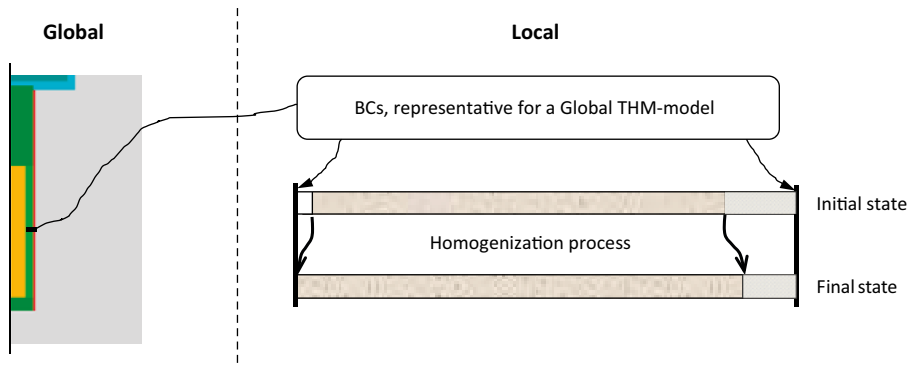 Global
Local
BCs, representative for a Global THM-model
Initial state
Homogenization process
Final state